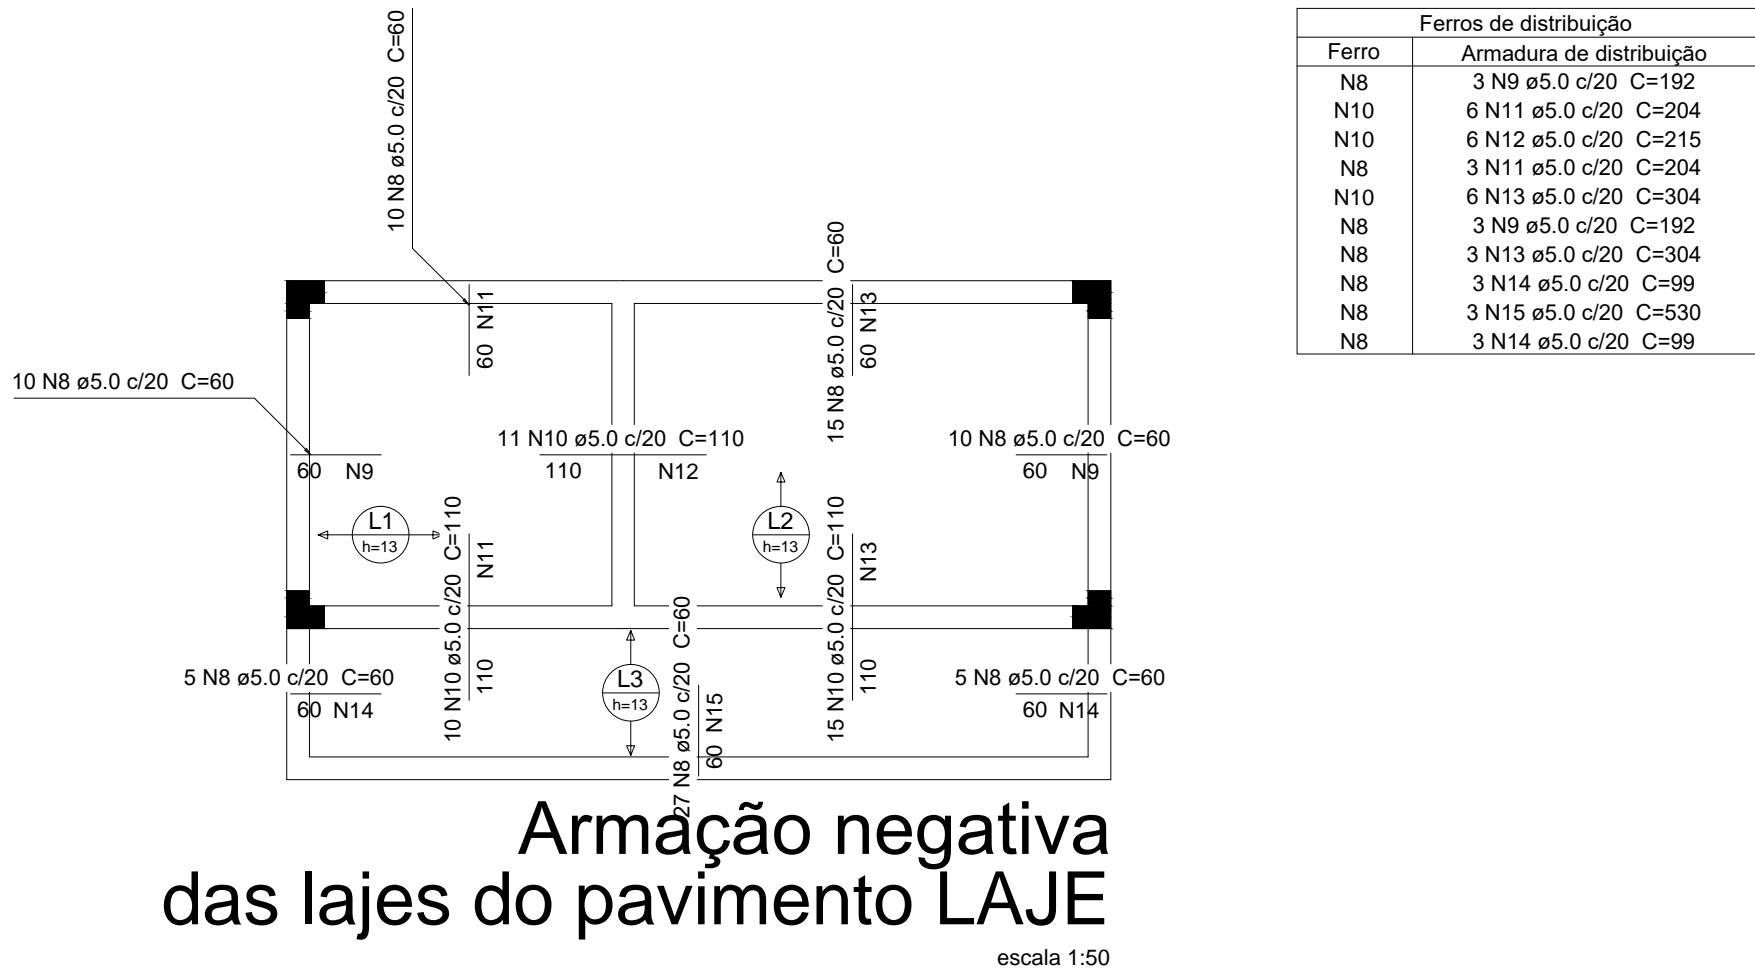 10 N8 ø5.0 c/20  C=60
Ferros de distribuição
Ferro Armadura de distribuição
N8 3 N9 ø5.0 c/20  C=192
N10 6 N11 ø5.0 c/20  C=204
N10 6 N12 ø5.0 c/20  C=215
N8 3 N11 ø5.0 c/20  C=204
N10 6 N13 ø5.0 c/20  C=304
N8 3 N9 ø5.0 c/20  C=192
N8 3 N13 ø5.0 c/20  C=304
N8 3 N14 ø5.0 c/20  C=99
N8 3 N15 ø5.0 c/20  C=530
N8 3 N14 ø5.0 c/20  C=99
60 N11
15 N8 ø5.0 c/20  C=60
60 N13
10 N8 ø5.0 c/20  C=60
60 N9
11 N10 ø5.0 c/20  C=110
110 N12
10 N8 ø5.0 c/20  C=60
60 N9
L1
h=13
10 N10 ø5.0 c/20  C=110
110 N11
L2
h=13
15 N10 ø5.0 c/20  C=110
110 N13
5 N8 ø5.0 c/20  C=60
60 N14
L3
h=13
27 N8 ø5.0 c/20  C=60
60 N15
5 N8 ø5.0 c/20  C=60
60 N14
Armação negativa
das lajes do pavimento LAJE
escala 1:50